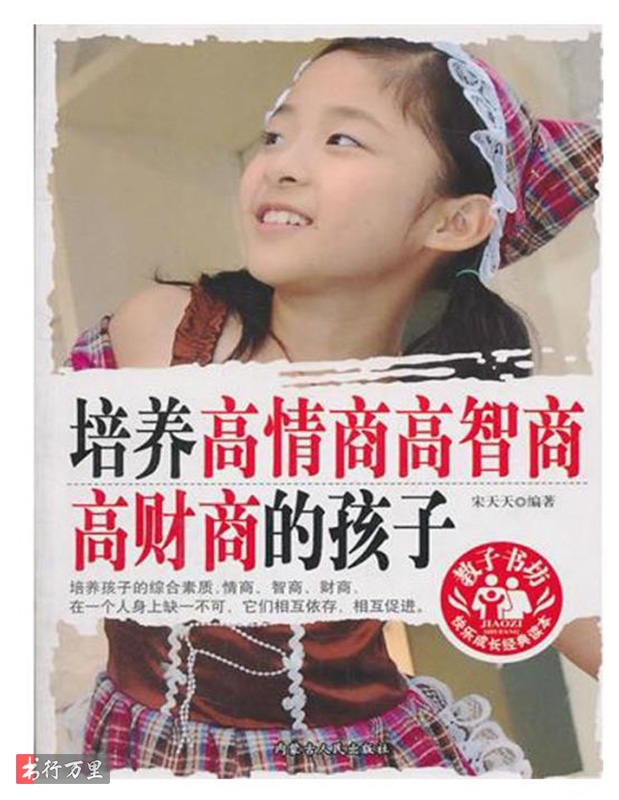 培养高情商高智商
高财商的孩子
宋天天◎编著
培养孩子的综合素质,情商、智商、财商,
在一个人身上缺一不可,它们相互依存,相互促进。
教子书坊
JIAOZI
SHUFANG
快乐成长经典读本
内蒙古人民出版社
书行万里